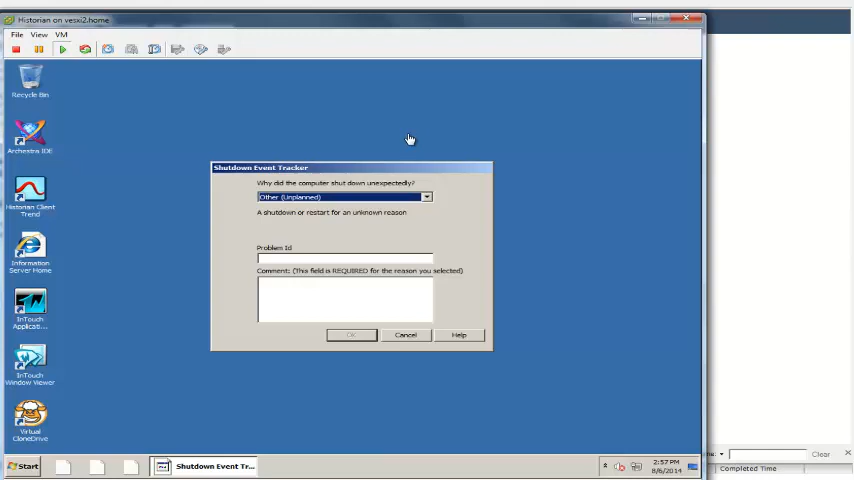 Historian on vesxi2.home
File View VM
Recycle Bin
Archestra IDE
Historian Client
Trend
Information
Server Home
InTouch
Applicati...
InTouch
Window Viewer
Virtual
CloneDrive
Shutdown Event Tracker
Why did the computer shut down unexpectedly?
Other (Unplanned)
A shutdown or restart for an unknown reason
Problem Id
Comment: (This field is REQUIRED for the reason you selected)
OK Cancel Help
Clear
Completed Time
Start
Shutdown Event Tr...
2:57 PM
8/6/2014